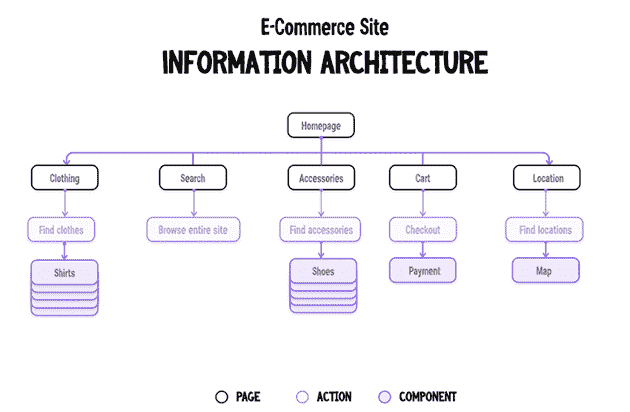 E-Commerce Site
INFORMATION ARCHITECTURE
Homepage
Clothing
Search
Accessories
Cart
Location
Find clothes
Browse entire site
Find accessories
Checkout
Find locations
Shirts
Shoes
Payment
Map
PAGE
ACTION
COMPONENT